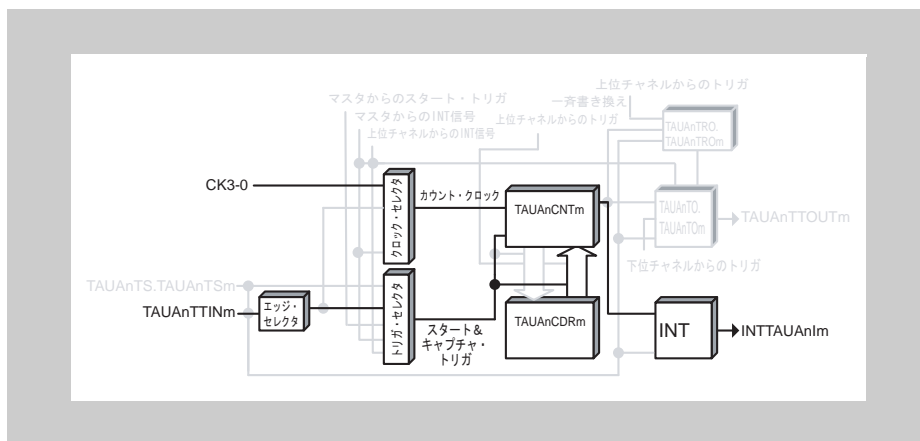 上位チャネルからのトリガ
マスタからのスタート・トリガ
一斉書き換え
マスタからのINT信号
上位チャネルからのトリガ
上位チャネルからのINT信号
TAUAnTRO.
TAUAnTROm
CK3-0
クロック・セレクタ
カウント・クロック
TAUAnCNTm
TAUAnTO.
TAUAnTOm
TAUAnTTOUTm
下位チャネルからのトリガ
TAUAnTS.TAUAnTSm
TAUAnTTINm
エッジ・
セレクタ
トリガ・セレクタ
スタート&
キャプチャ・
トリガ
TAUAnCDRm
INT
INTTAUAnIm